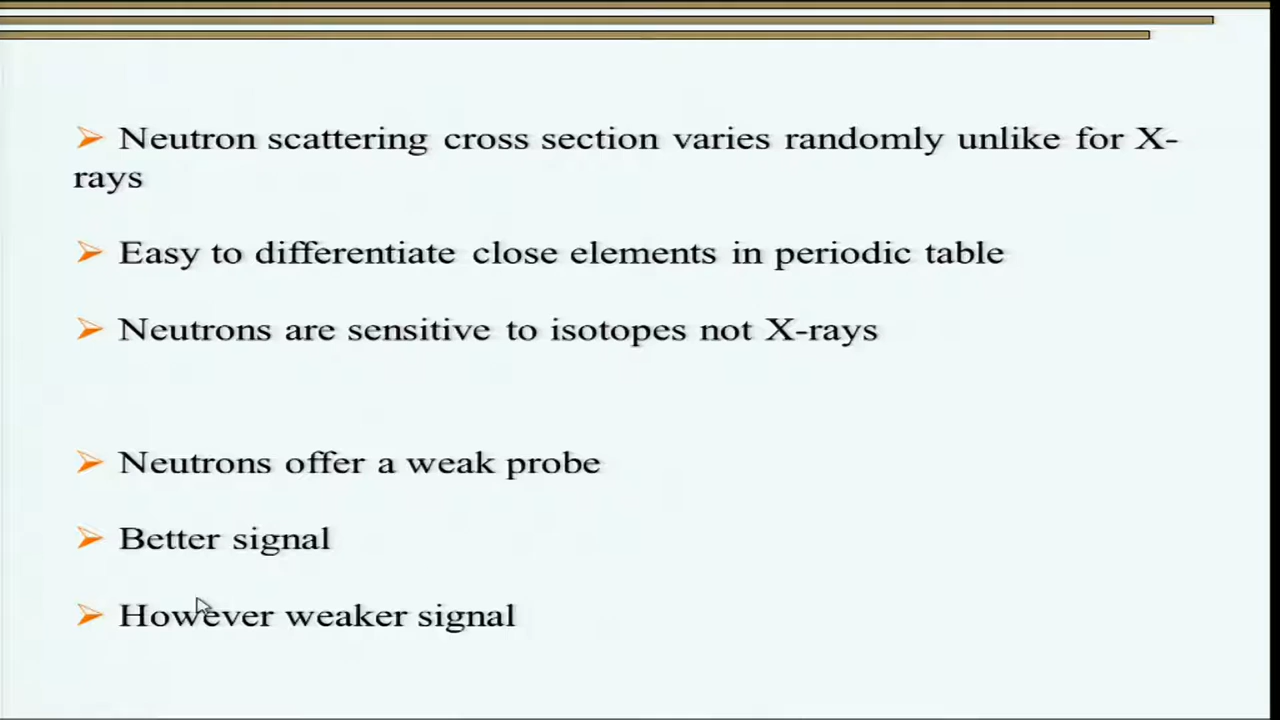 Neutron scattering cross section varies randomly unlike for X-
rays
Easy to differentiate close elements in periodic table
Neutrons are sensitive to isotopes not X-rays
Neutrons offer a weak probe
Better signal
However weaker signal